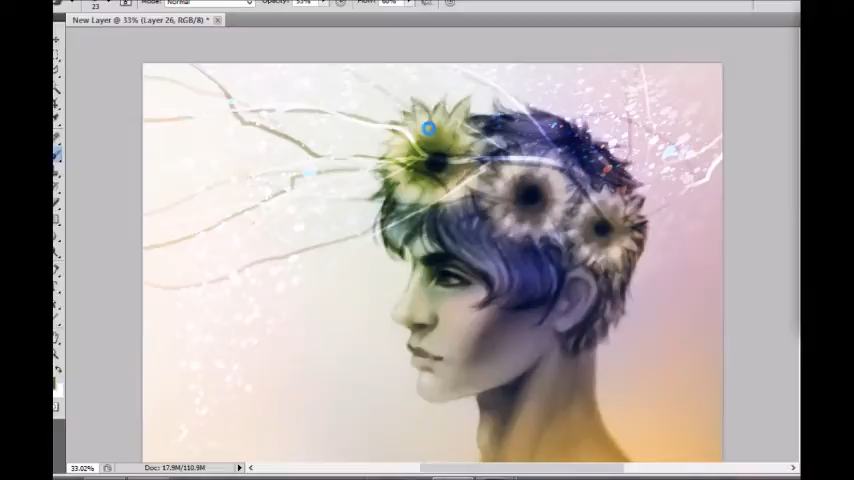 23 Mode: Normal Opacity: 53% Flow: 60%
New Layer @ 33% (Layer 26, RGB/8) *
33.02% Doc: 17.9M/110.9M